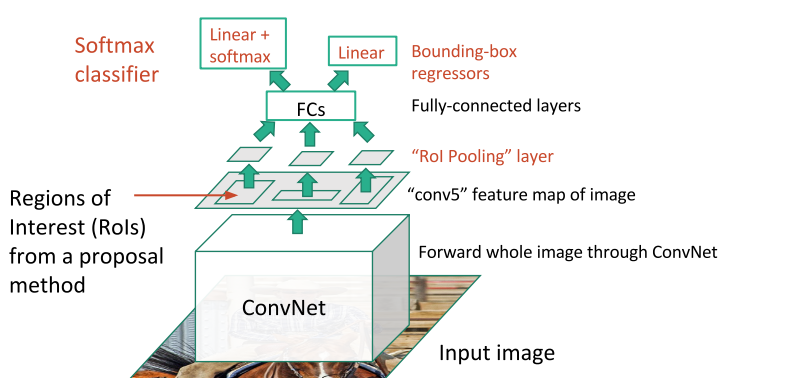 Softmax
classifier
Linear +
softmax
Linear
Bounding-box
regressors
FCs
Fully-connected layers
“RoI Pooling” layer
Regions of
Interest (RoIs)
from a proposal
method
“conv5” feature map of image
Forward whole image through ConvNet
ConvNet
Input image